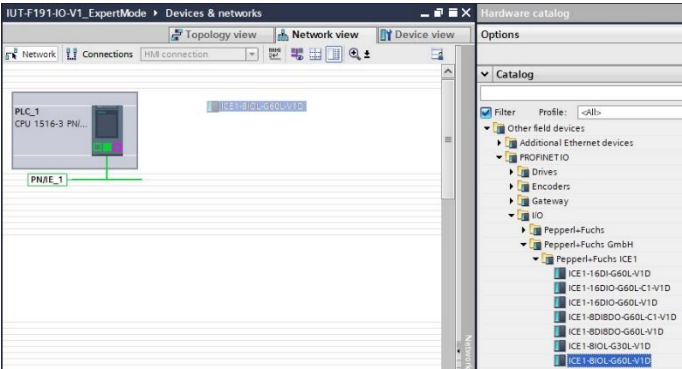 IUT-F191-IO-V1_ExpertMode ▸ Devices & networks
Topology view
Network view
Device view
Network
Connections
HMI connection
ICE1-8IOL-G60L-V1D
PLC_1
CPU 1516-3 PN/...
PN/IE_1
Network
Hardware catalog
Options
Catalog
Filter
Profile:
<All>
Other field devices
Additional Ethernet devices
PROFINET IO
Drives
Encoders
Gateway
I/O
Pepperl+Fuchs
Pepperl+Fuchs GmbH
Pepperl+Fuchs ICE1
ICE1-16DI-G60L-V1D
ICE1-16DIO-G60L-C1-V1D
ICE1-16DIO-G60L-V1D
ICE1-8DI8DO-G60L-C1-V1D
ICE1-8DI8DO-G60L-V1D
ICE1-8IOL-G30L-V1D
ICE1-8IOL-G60L-V1D